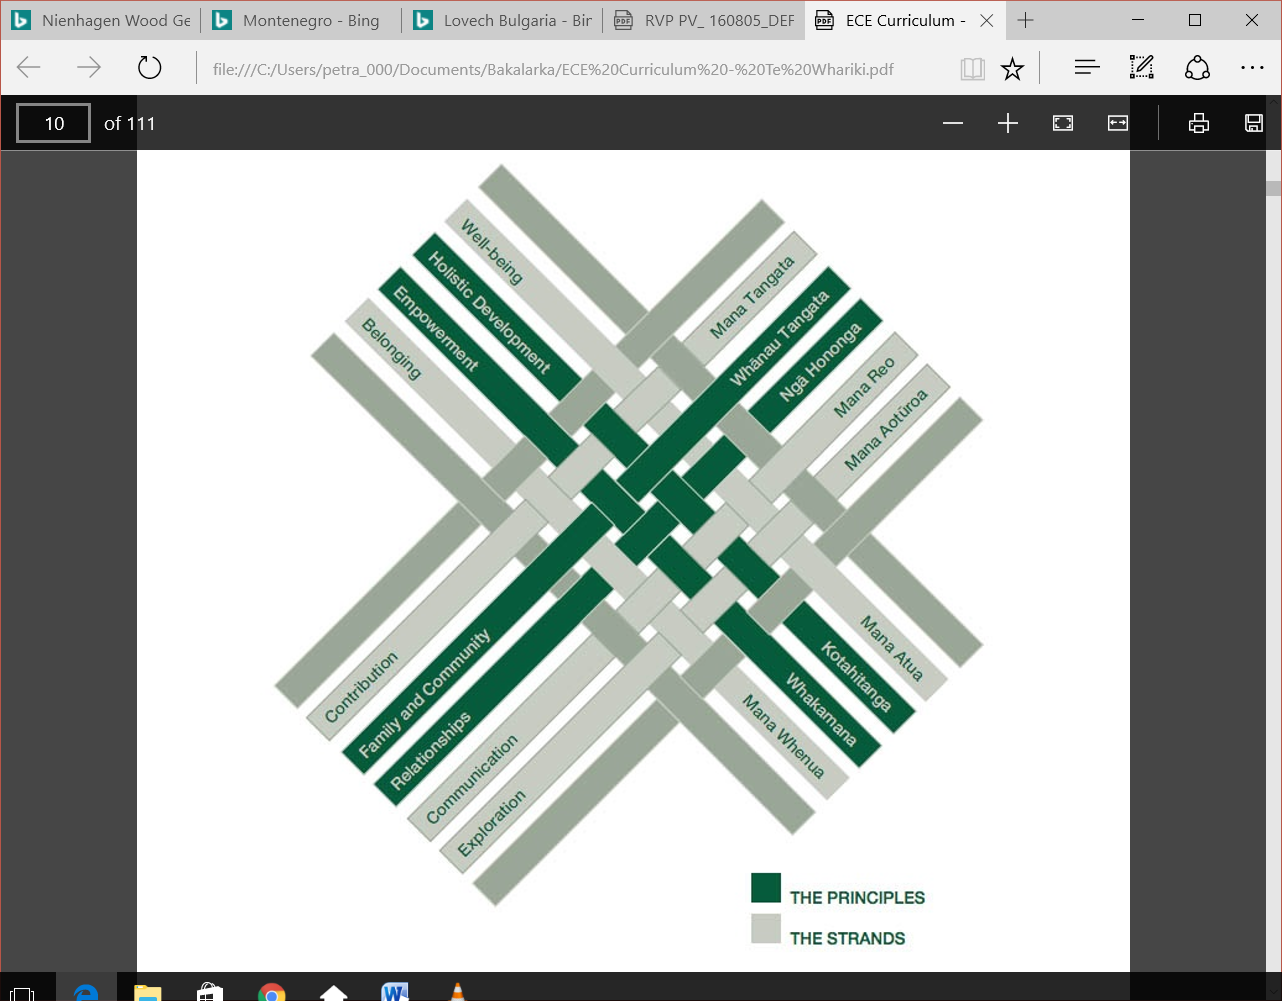 Nienhagen Wood Ge
Montenegro - Bing
Lovech Bulgaria - Bin
RVP PV_ 160805_DEF
ECE Curriculum -
file:///C:/Users/petra_000/Documents/Bakalarka/ECE%20Curriculum%20-%20Te%20Whariki.pdf
10 of 111
Well-being
Holistic Development
Empowerment
Belonging
Mana Tangata
Whānau Tangata
Ngā Hononga
Mana Reo
Mana Aotūroa
Contribution
Family and Community
Relationships
Communication
Exploration
Mana Atua
Kotahitanga
Whakamana
Mana Whenua
THE PRINCIPLES
THE STRANDS